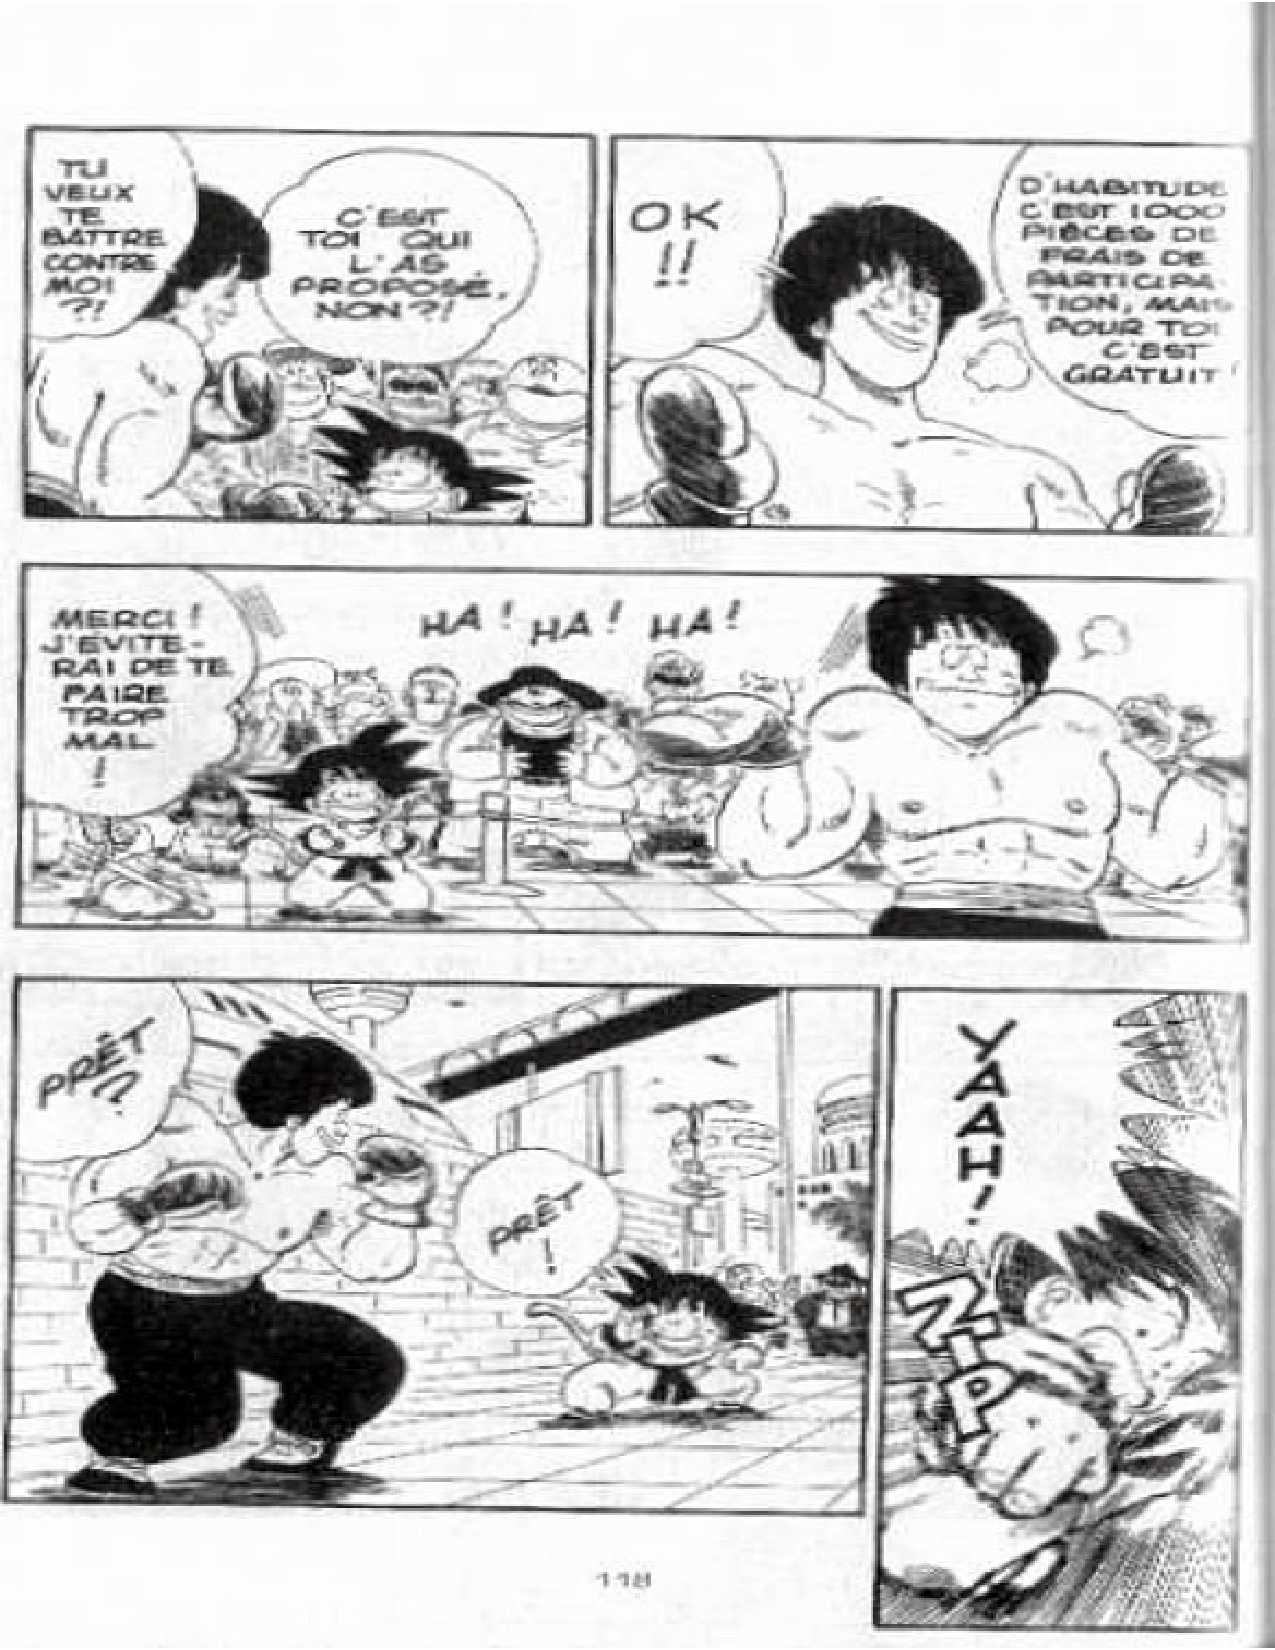 TU
VEUX
TE
BATTRE
CONTRE
MOI
?!
C'EST
TOI QUI
L'AS
PROPOSÉ,
NON ?!
OK
!!
D'HABITUDE
C'EST 1000
PIÈCES DE
FRAIS DE
PARTICIPA-
TION, MAIS
POUR TOI
C'EST
GRATUIT !
MERCI !
J'ÉVITE-
RAI DE TE
FAIRE
TROP
MAL
!
HA! HA! HA!
PRÊT
?
PRÊT
!
YAAH!
ZIP
118